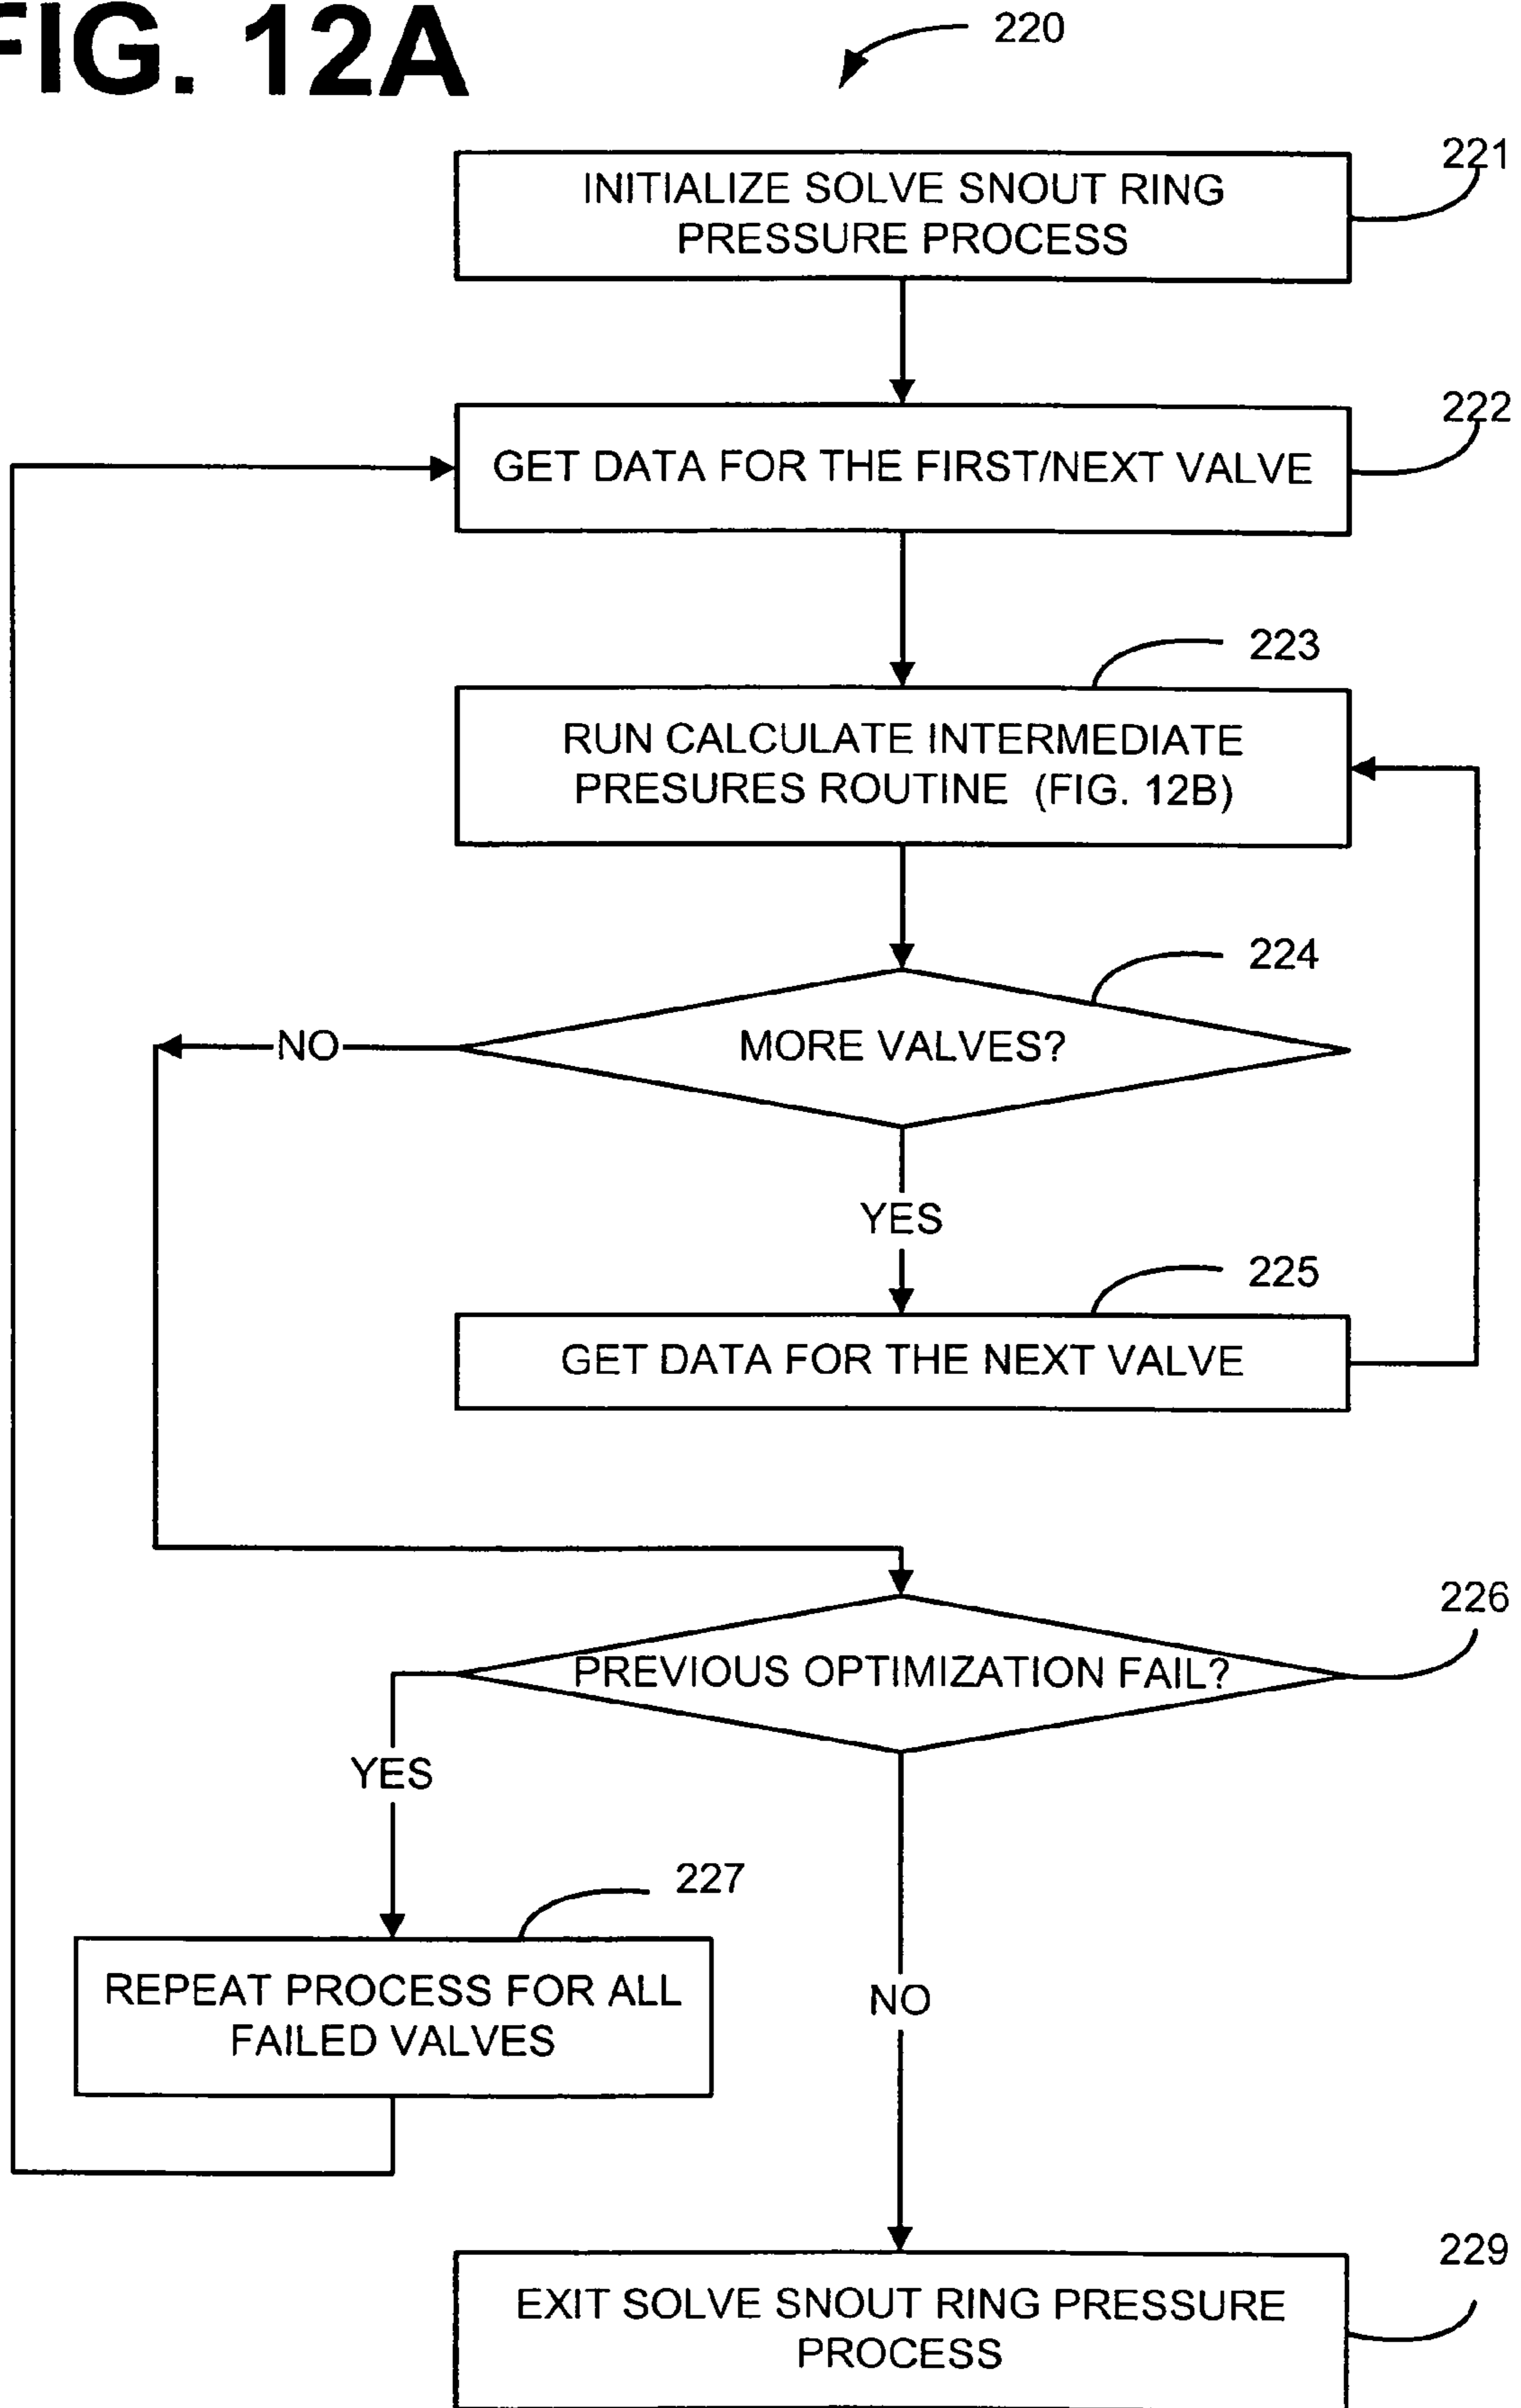 FIG. 12A
220
221
INITIALIZE SOLVE SNOUT RING
PRESSURE PROCESS
222
GET DATA FOR THE FIRST/NEXT VALVE
223
RUN CALCULATE INTERMEDIATE
PRESURES ROUTINE (FIG. 12B)
224
MORE VALVES?
NO
YES
225
GET DATA FOR THE NEXT VALVE
226
PREVIOUS OPTIMIZATION FAIL?
YES
227
REPEAT PROCESS FOR ALL
FAILED VALVES
NO
229
EXIT SOLVE SNOUT RING PRESSURE
PROCESS